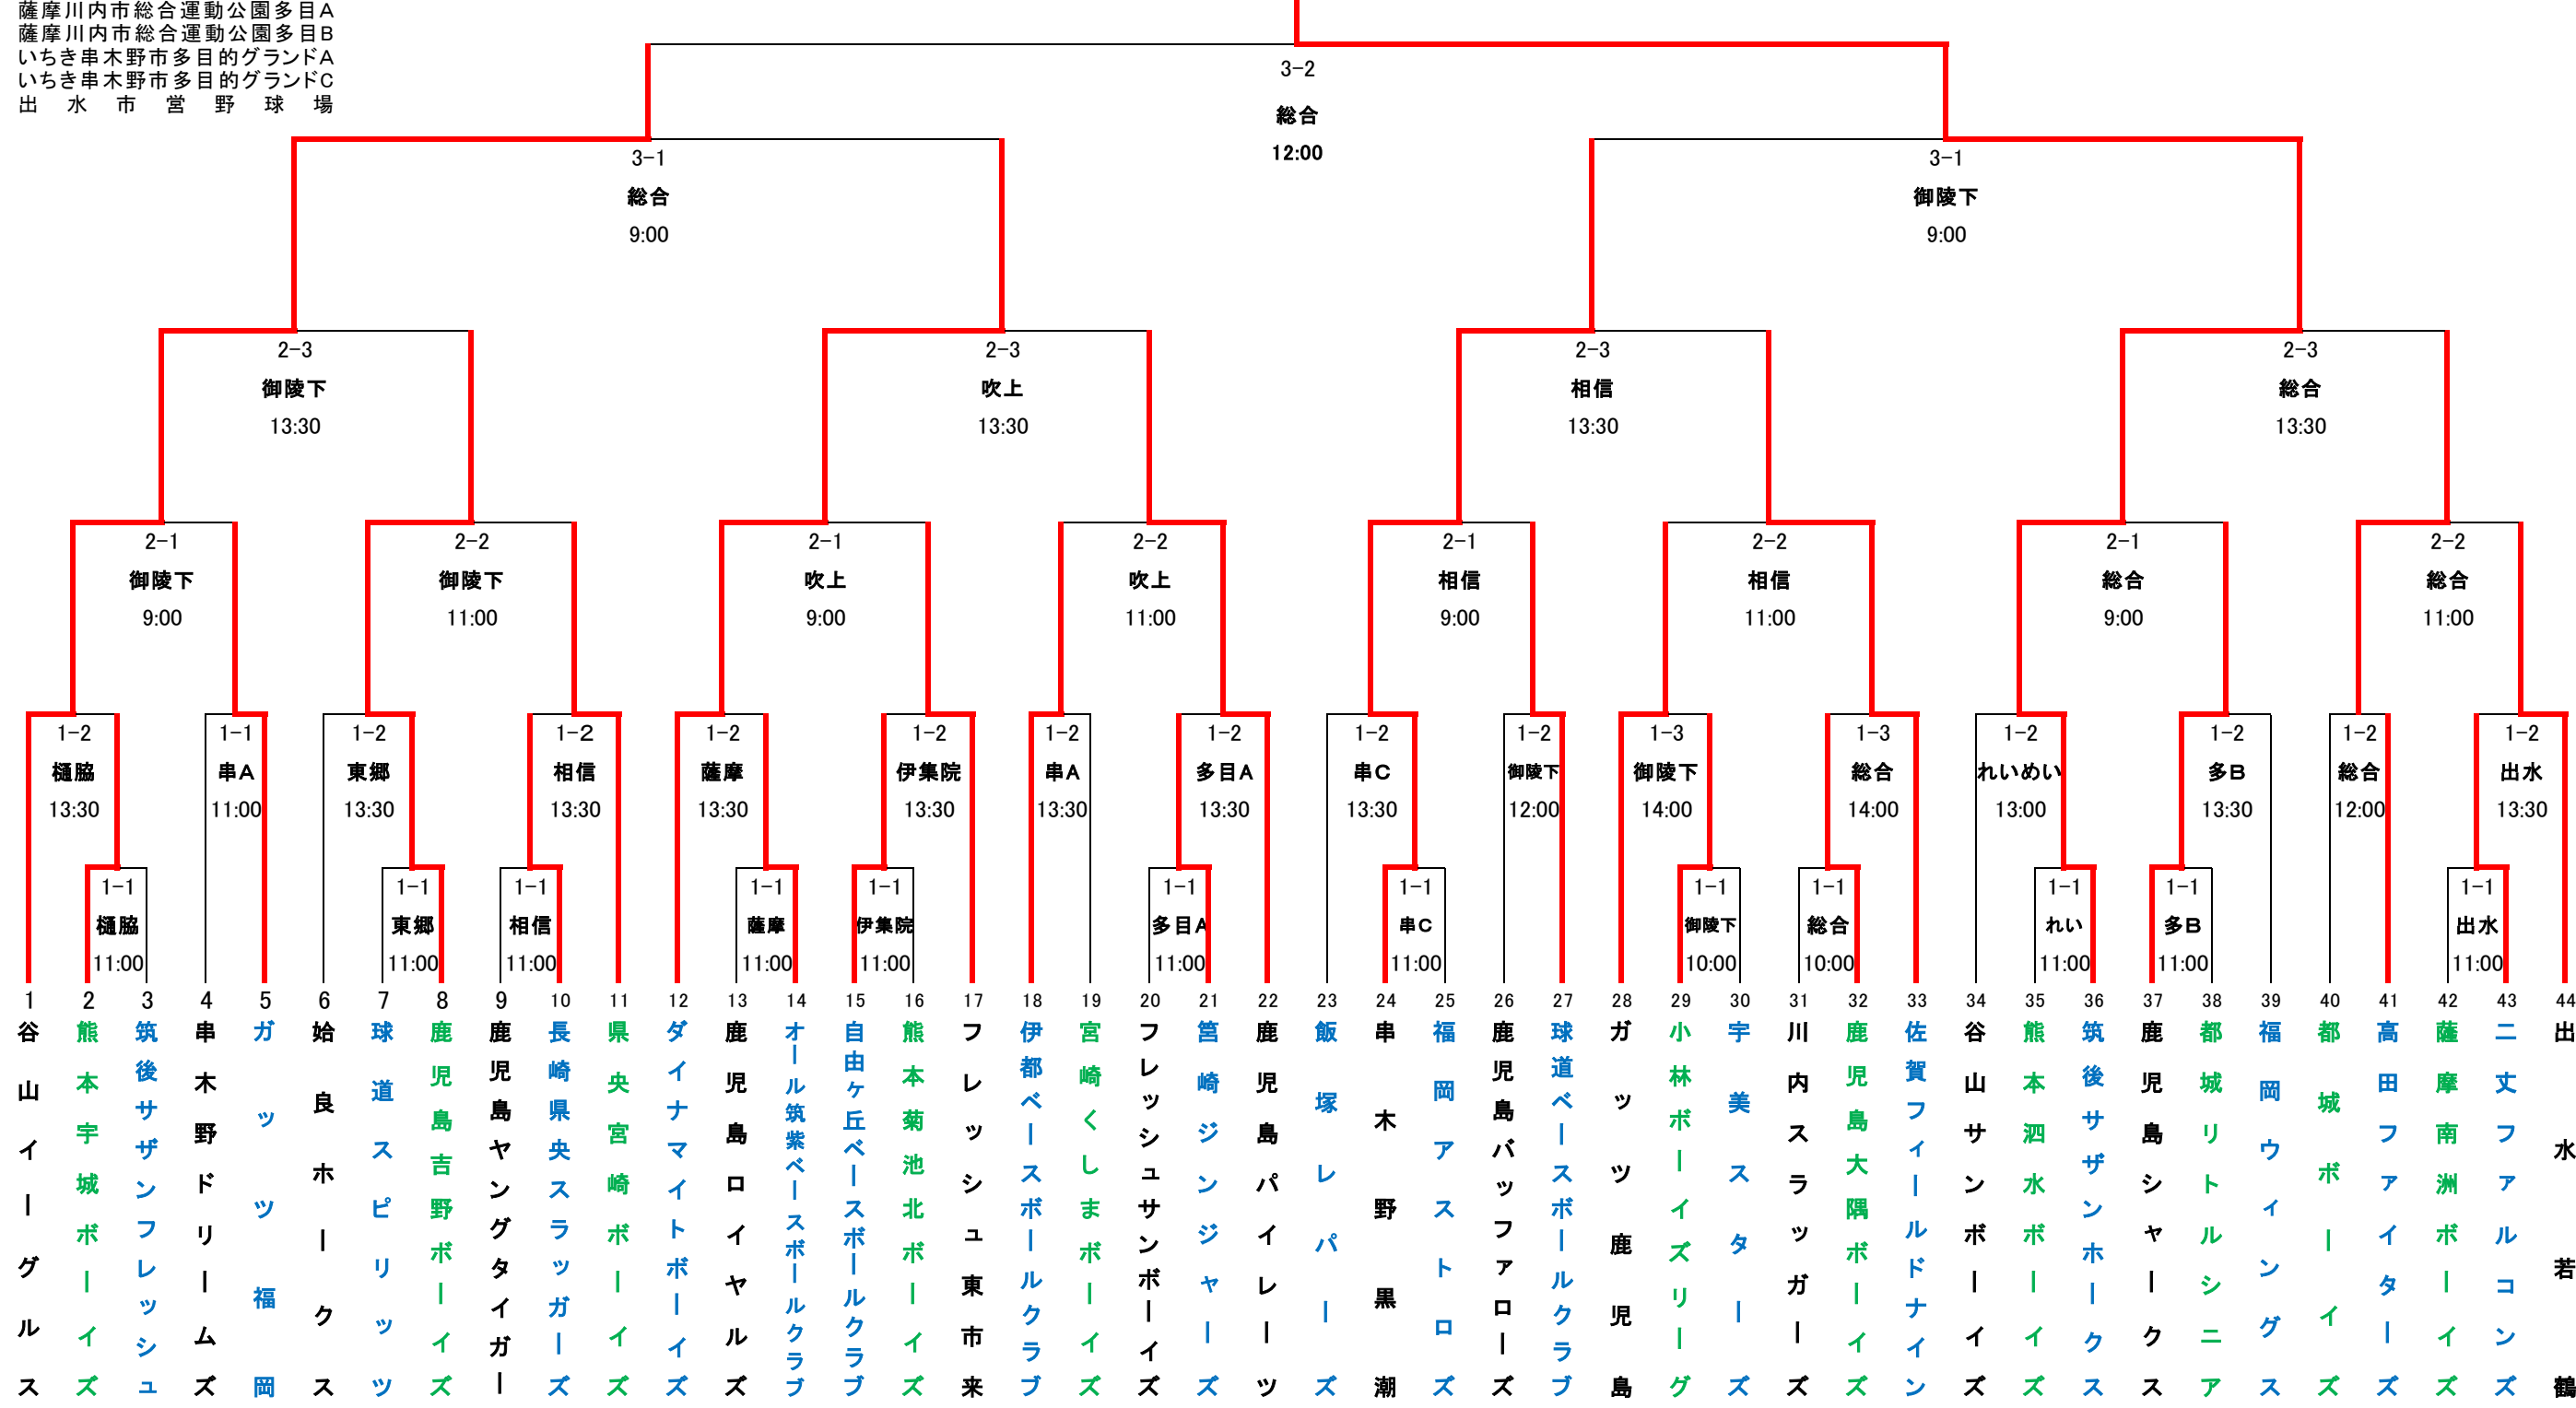 薩摩川内市総合運動公園多目A
薩摩川内市総合運動公園多目B
いちき串木野市多目的グランドA
いちき串木野市多目的グランドC
出水市営野球場
3-2
総合
12:00
3-1
総合
9:00
3-1
御陵下
9:00
2-3
御陵下
13:30
2-3
吹上
13:30
2-3
相信
13:30
2-3
総合
13:30
2-1
御陵下
9:00
2-2
御陵下
11:00
2-1
吹上
9:00
2-2
吹上
11:00
2-1
相信
9:00
2-2
相信
11:00
2-1
総合
9:00
2-2
総合
11:00
1-2
樋脇
13:30
1-1
串A
11:00
1-2
東郷
13:30
1-2
相信
13:30
1-2
薩摩
13:30
1-2
伊集院
13:30
1-2
串A
13:30
1-2
多目A
13:30
1-2
串C
13:30
1-2
御陵下
12:00
1-3
御陵下
14:00
1-3
総合
14:00
1-2
れいめい
13:00
1-2
多B
13:30
1-2
総合
12:00
1-2
出水
13:30
1-1
樋脇
11:00
1-1
東郷
11:00
1-1
相信
11:00
1-1
薩摩
11:00
1-1
伊集院
11:00
1-1
多目A
11:00
1-1
串C
11:00
1-1
御陵下
10:00
1-1
総合
10:00
1-1
れい
11:00
1-1
多B
11:00
1-1
出水
11:00
1
谷山イーグルス
2
熊本宇城ボーイズ
3
筑後サザンフレッシュ
4
串木野ドリームズ
5
ガッツ福岡
6
姶良ホークス
7
球道スピリッツ
8
鹿児島吉野ボーイズ
9
鹿児島ヤングタイガー
10
長崎県央スラッガーズ
11
県央宮崎ボーイズ
12
ダイナマイトボーイズ
13
鹿児島ロイヤルズ
14
オール筑紫ベースボールクラブ
15
自由ヶ丘ベースボールクラブ
16
熊本菊池北ボーイズ
17
フレッシュ東市来
18
伊都ベースボールクラブ
19
宮崎くしまボーイズ
20
フレッシュサンボーイズ
21
筥崎ジンジャーズ
22
鹿児島パイレーツ
23
飯塚レパーズ
24
串木野黒潮
25
福岡アストロズ
26
鹿児島バッファローズ
27
球道ベースボールクラブ
28
ガッツ鹿児島
29
小林ボーイズリーグ
30
宇美スターズ
31
川内スラッガーズ
32
鹿児島大隅ボーイズ
33
佐賀フィールドナイン
34
谷山サンボーイズ
35
熊本泗水ボーイズ
36
筑後サザンホークス
37
鹿児島シャークス
38
都城リトルシニア
39
福岡ウィングス
40
都城ボーイズ
41
高田ファイターズ
42
薩摩南洲ボーイズ
43
二丈ファルコンズ
44
出水若鶴